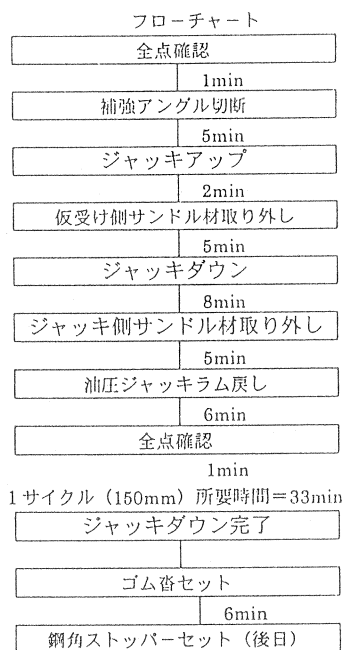 フローチャート
全点確認
1min
補強アングル切断
5min
ジャッキアップ
2min
仮受け側サンドル材取り外し
5min
ジャッキダウン
8min
ジャッキ側サンドル材取り外し
5min
油圧ジャッキラム戻し
6min
全点確認
1min
1サイクル（150mm）所要時間＝33min
ジャッキダウン完了
ゴム沓セット
6min
鋼角ストッパーセット（後日）